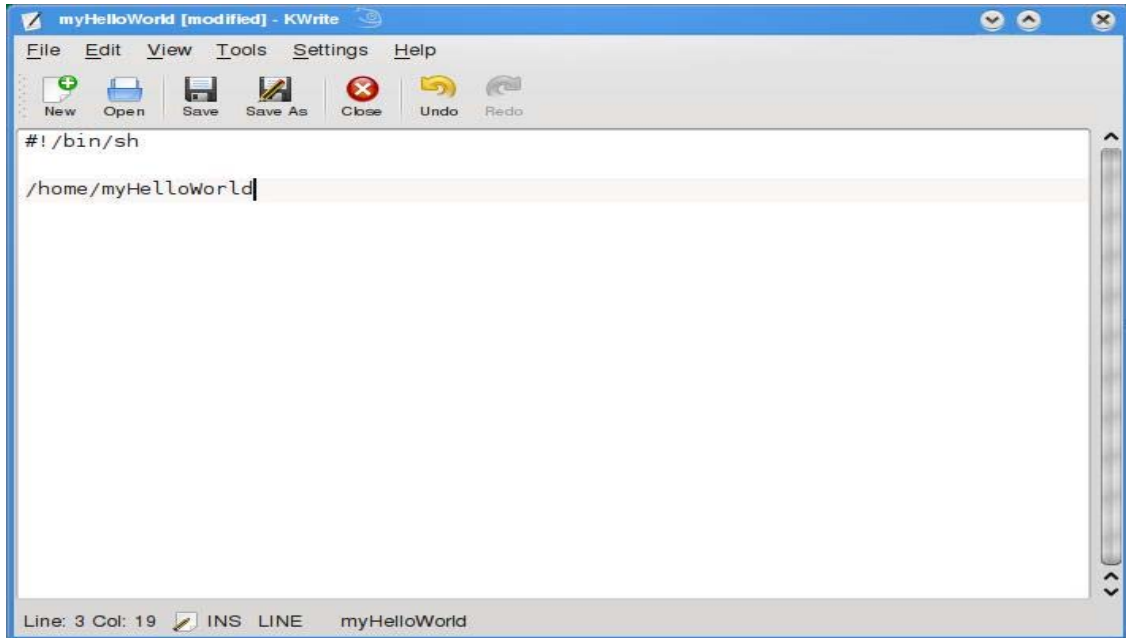 myHelloWorld [modified] - KWrite
File Edit View Tools Settings Help
New Open Save Save As Close Undo Redo
#!/bin/sh
/home/myHelloWorld
Line: 3 Col: 19 INS LINE myHelloWorld